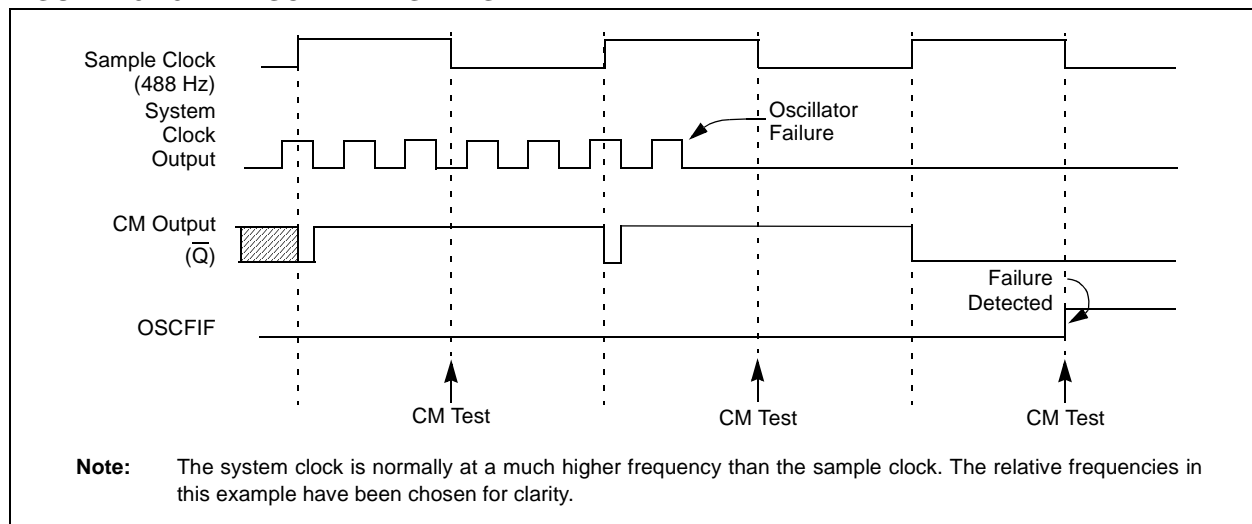 Sample Clock
(488 Hz)
System
Clock
Output
Oscillator
Failure
CM Output
(Q̅)
Failure
Detected
OSCFIF
CM Test
CM Test
CM Test
Note: The system clock is normally at a much higher frequency than the sample clock. The relative frequencies in
this example have been chosen for clarity.